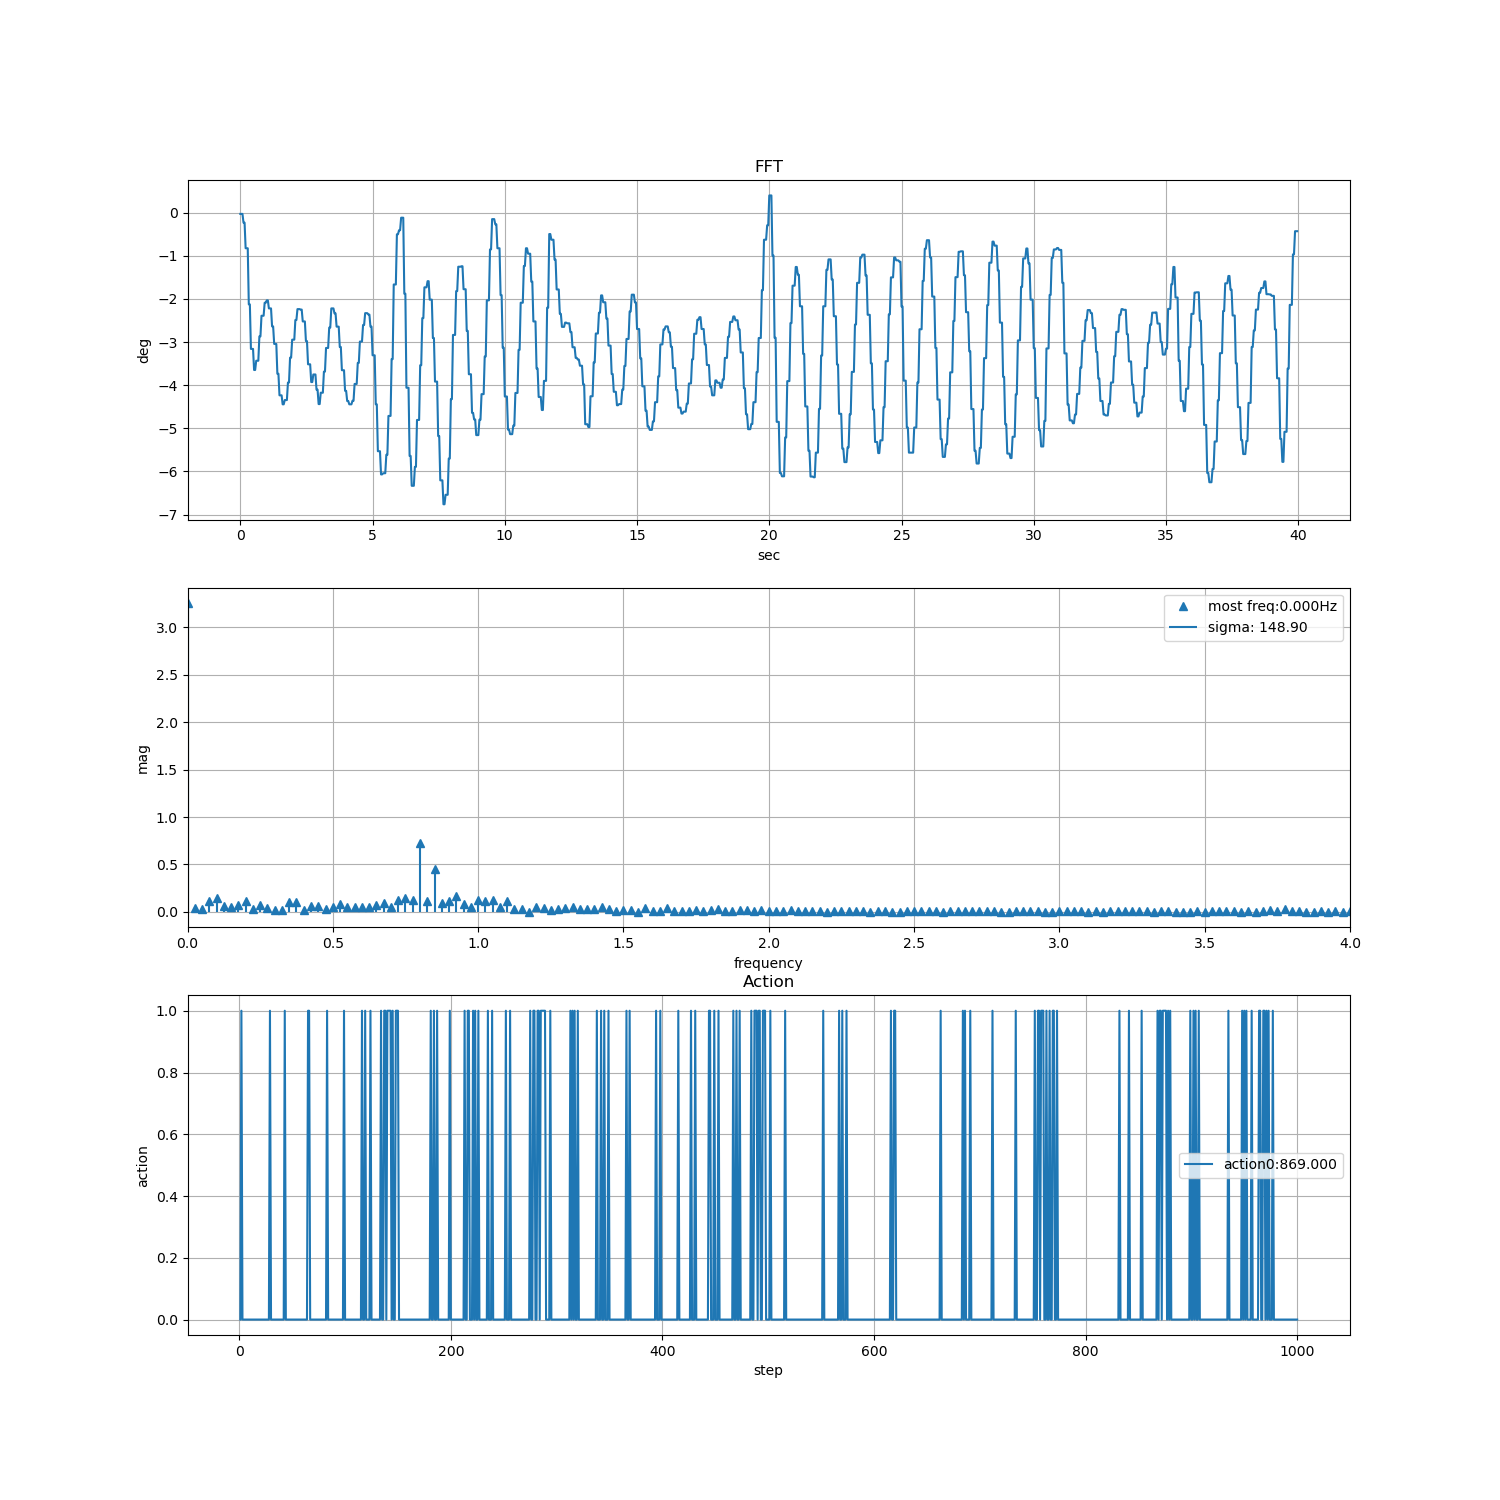 FFT
0
−1
−2
−3
−4
−5
−6
−7
deg
0 5 10 15 20 25 30 35 40
sec
most freq:0.000Hz
sigma: 148.90
3.0
2.5
2.0
1.5
1.0
0.5
0.0
mag
0.0 0.5 1.0 1.5 2.0 2.5 3.0 3.5 4.0
frequency
Action
1.0
0.8
0.6
0.4
0.2
0.0
action
action0:869.000
0 200 400 600 800 1000
step